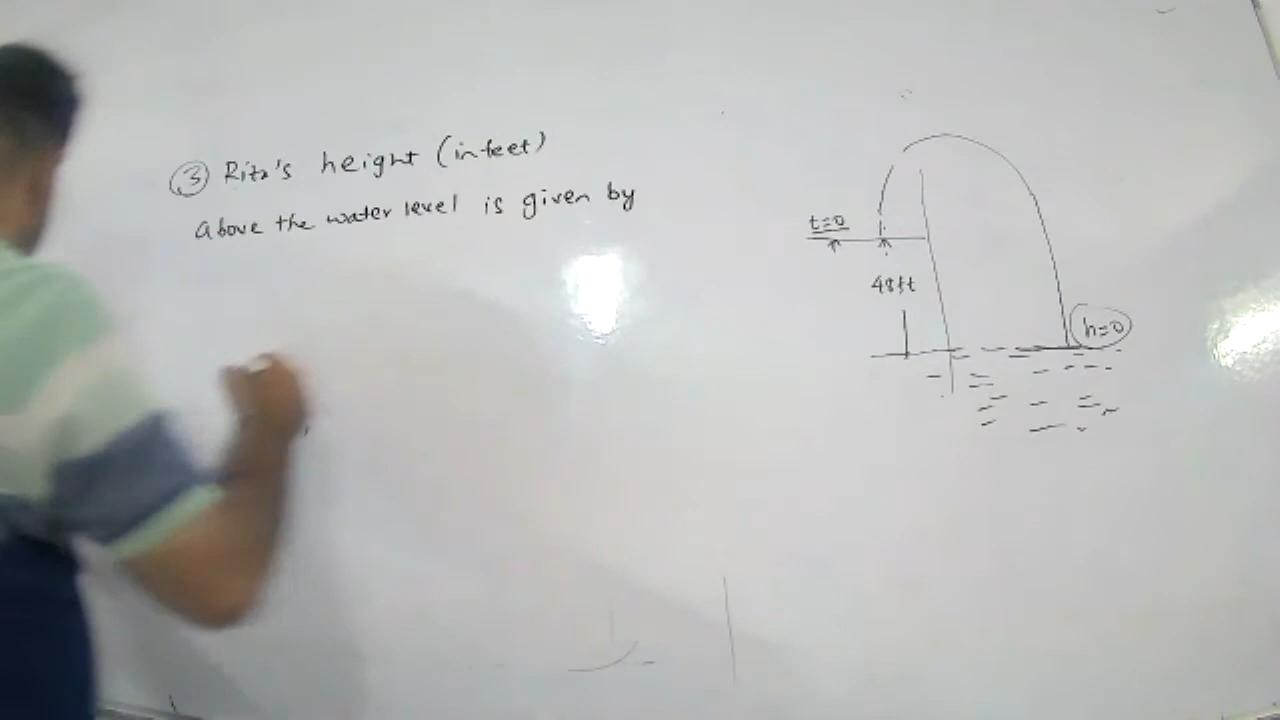 ③ Rita's height (in feet)
above the water level is given by
t=0
48ft
h=0